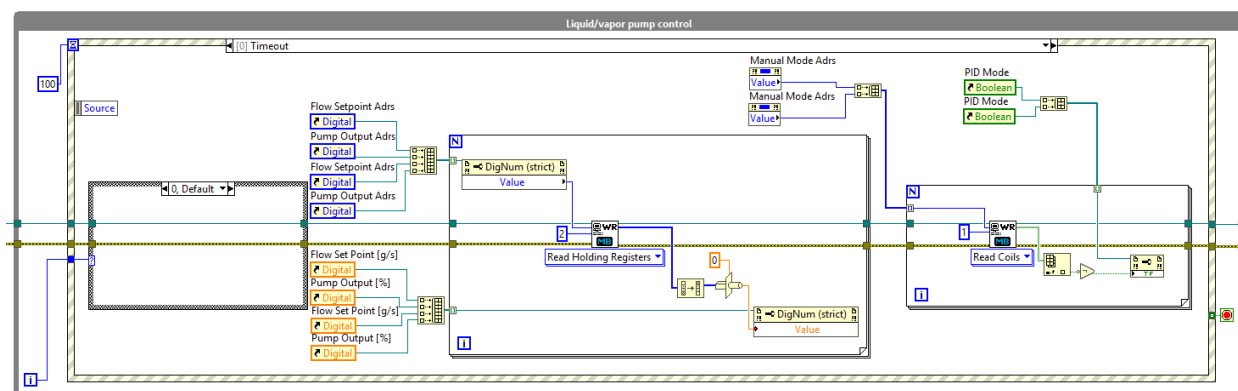 Liquid/vapor pump control
[0] Timeout
100
Source
Manual Mode Adrs
Value
Manual Mode Adrs
Value
PID Mode
Boolean
PID Mode
Boolean
Flow Setpoint Adrs
Digital
Pump Output Adrs
Digital
Flow Setpoint Adrs
Digital
Pump Output Adrs
Digital
N
DigNum (strict)
Value
0, Default
N
2
WR
MB
Read Holding Registers
1
WR
MB
Read Coils
?
Flow Set Point [g/s]
Digital
Pump Output [%]
Digital
Flow Set Point [g/s]
Digital
Pump Output [%]
Digital
0
DigNum (strict)
Value
TF
i
i
i